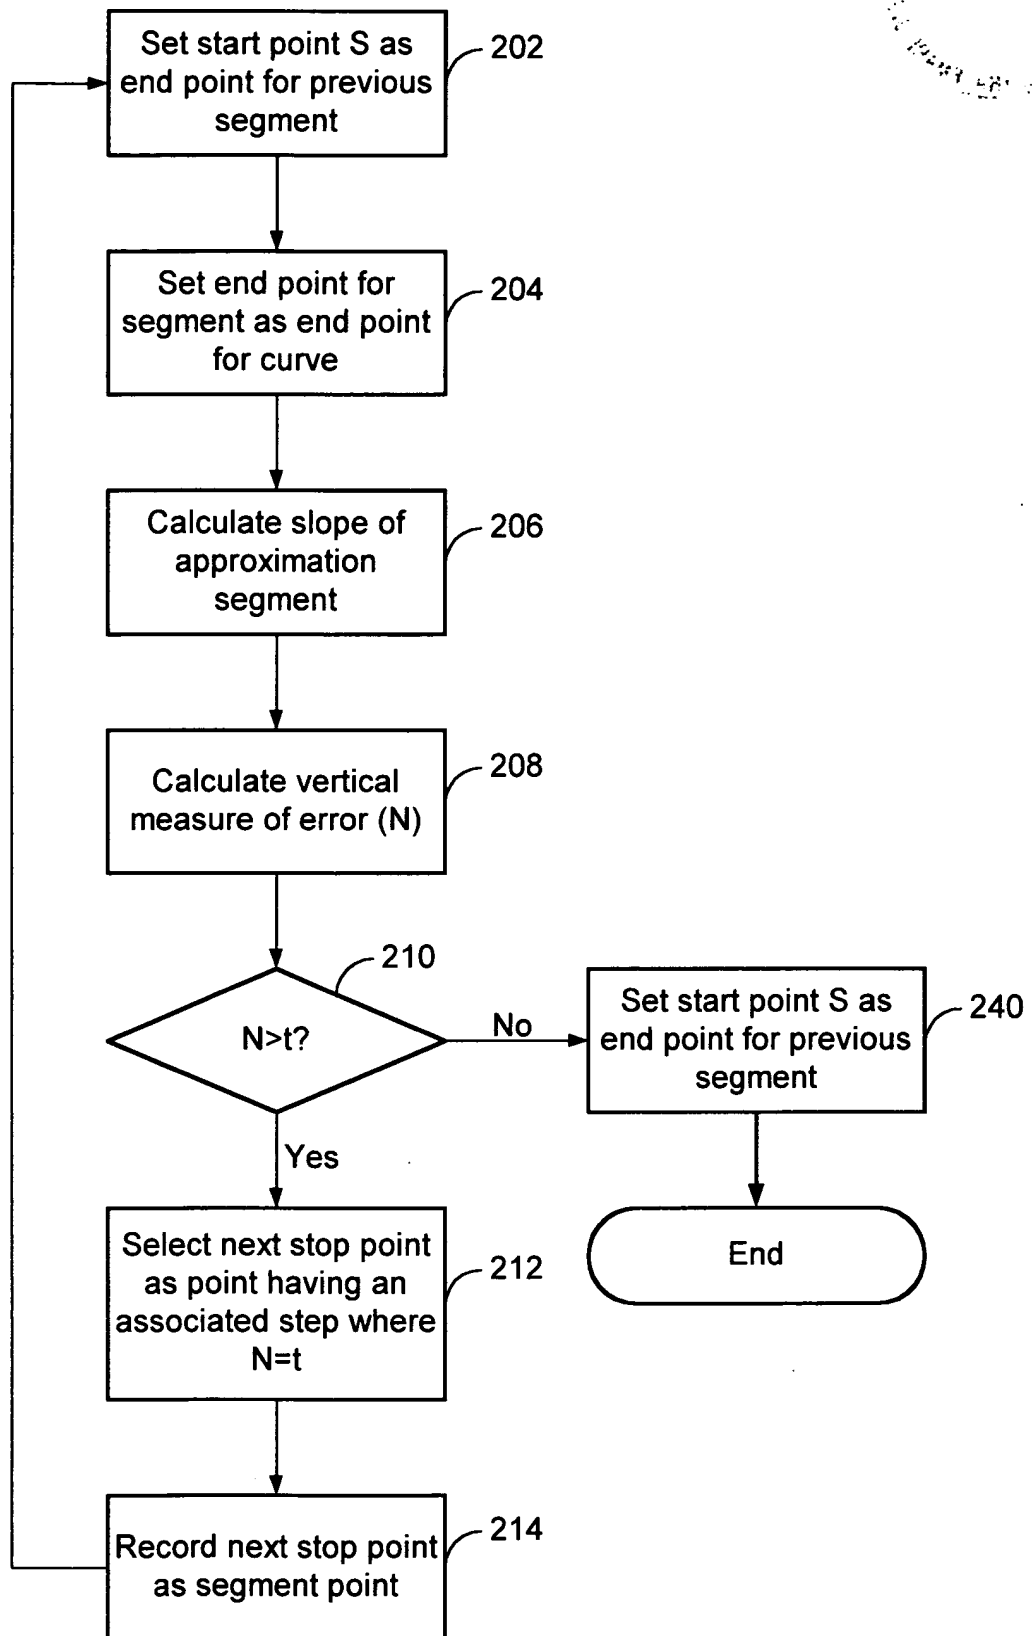 Set start point S as
end point for previous
segment
202
Set end point for
segment as end point
for curve
204
Calculate slope of
approximation
segment
206
Calculate vertical
measure of error (N)
208
210
N>t?
No
Set start point S as
end point for previous
segment
240
Yes
Select next stop point
as point having an
associated step where
N=t
212
End
Record next stop point
as segment point
214